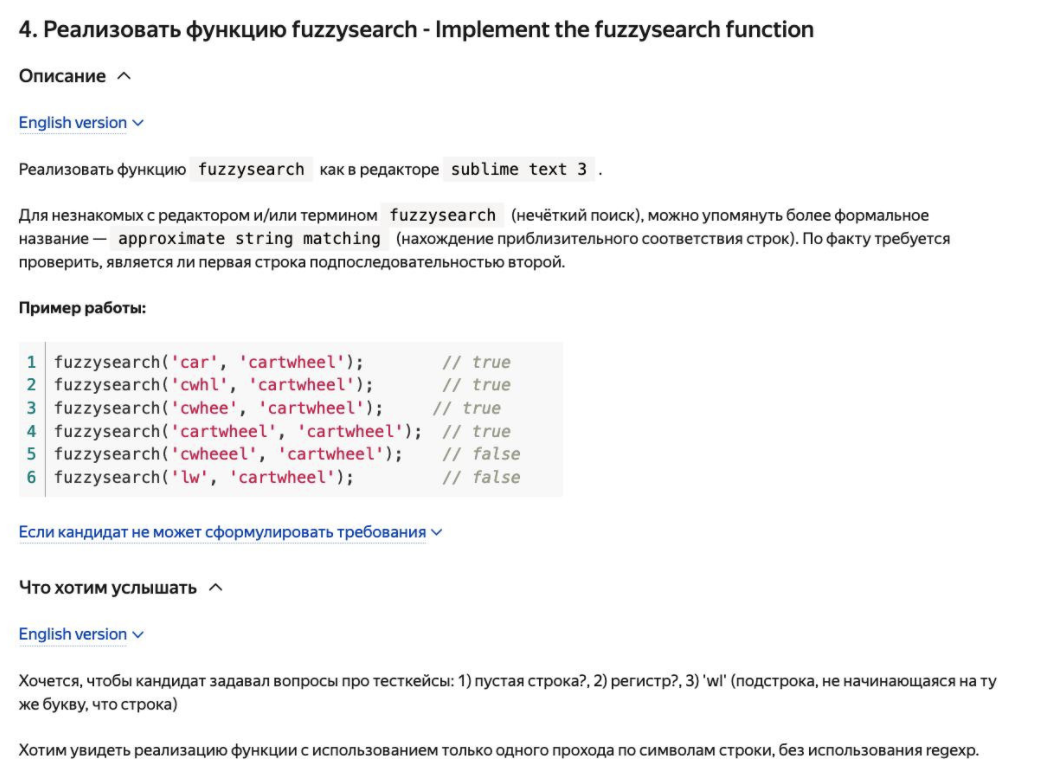 4. Реализовать функцию fuzzysearch - Implement the fuzzysearch function
Описание
English version
Реализовать функцию fuzzysearch как в редакторе sublime text 3 .
Для незнакомых с редактором и/или термином fuzzysearch (нечёткий поиск), можно упомянуть более формальное
название — approximate string matching (нахождение приблизительного соответствия строк). По факту требуется
проверить, является ли первая строка подпоследовательностью второй.
Пример работы:
1 fuzzysearch('car', 'cartwheel'); // true
2 fuzzysearch('cwhl', 'cartwheel'); // true
3 fuzzysearch('cwhee', 'cartwheel'); // true
4 fuzzysearch('cartwheel', 'cartwheel'); // true
5 fuzzysearch('cwheeel', 'cartwheel'); // false
6 fuzzysearch('lw', 'cartwheel'); // false
Если кандидат не может сформулировать требования
Что хотим услышать
English version
Хочется, чтобы кандидат задавал вопросы про тесткейсы: 1) пустая строка?, 2) регистр?, 3) 'wl' (подстрока, не начинающаяся на ту
же букву, что строка)
Хотим увидеть реализацию функции с использованием только одного прохода по символам строки, без использования regexp.